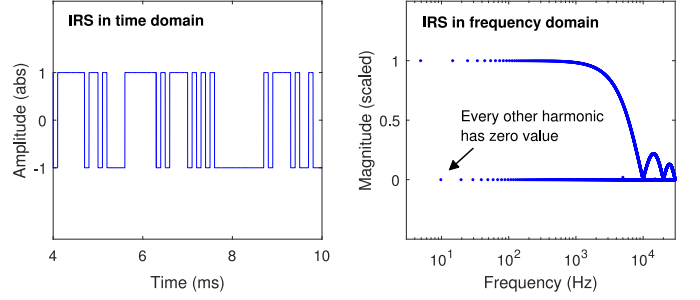 IRS in time domain
Amplitude (abs)
1
0
-1
4
6
8
10
Time (ms)
IRS in frequency domain
Magnitude (scaled)
1
0.5
0
Every other harmonic
has zero value
10^1
10^2
10^3
10^4
Frequency (Hz)